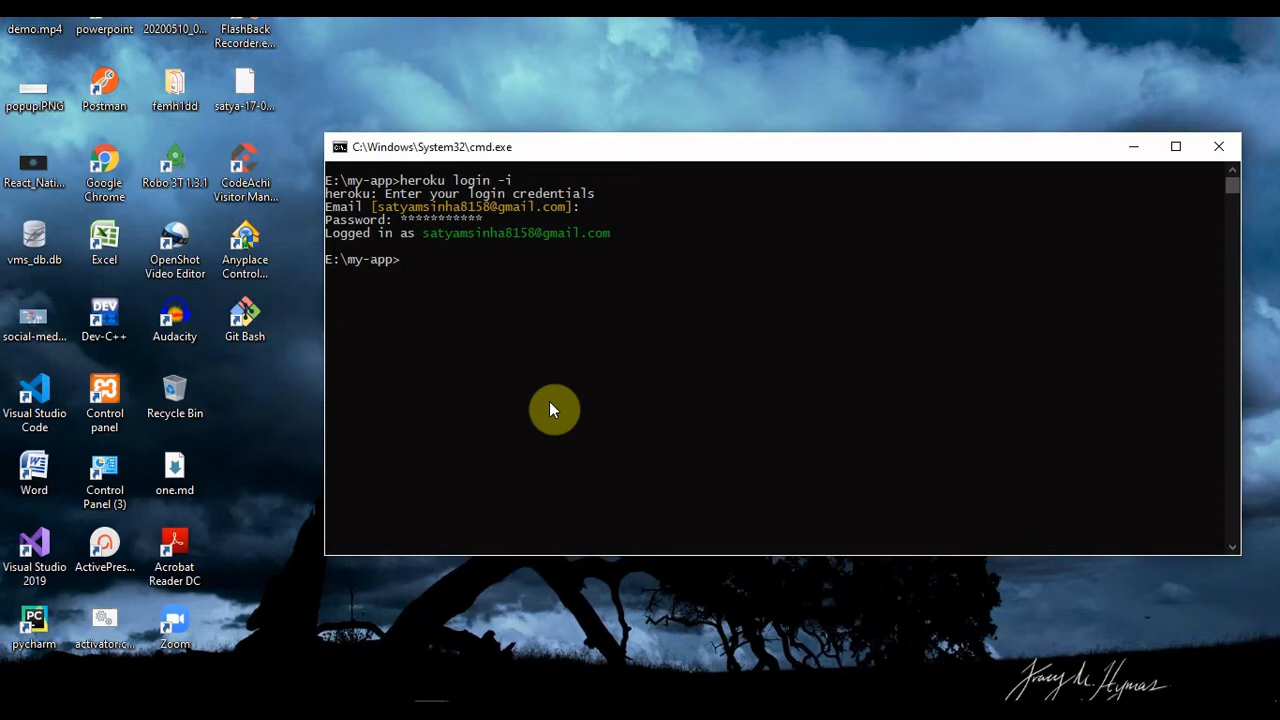 demo.mp4
powerpoint
20200510_0...
FlashBack
Recorder.e...
popup.PNG
Postman
femh1dd
satya-17-0...
React_Nati...
Google
Chrome
Robo 3T 1.3.1
CodeAchi
Visitor Man...
vms_db.db
Excel
OpenShot
Video Editor
Anyplace
Control...
social-med...
DEV
Dev-C++
Audacity
Git Bash
Visual Studio
Code
Control
panel
Recycle Bin
Word
Control
Panel (3)
one.md
Visual Studio
2019
ActivePres...
Acrobat
Reader DC
PC
pycharm
activator.c...
Zoom
C:\Windows\System32\cmd.exe
E:\my-app>heroku login -i
heroku: Enter your login credentials
Email [satyamsinha8158@gmail.com]:
Password: ***********
Logged in as satyamsinha8158@gmail.com
E:\my-app>
Tracy M. Hymas